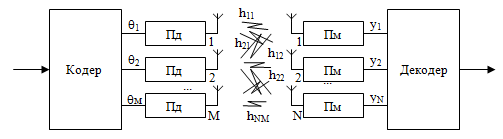 Кодер
θ1
Пд
1
θ2
Пд
2
...
θM
Пд
M
h11
h21
h12
h22
hNM
1
Пм
y1
2
Пм
y2
...
N
Пм
yN
Декодер